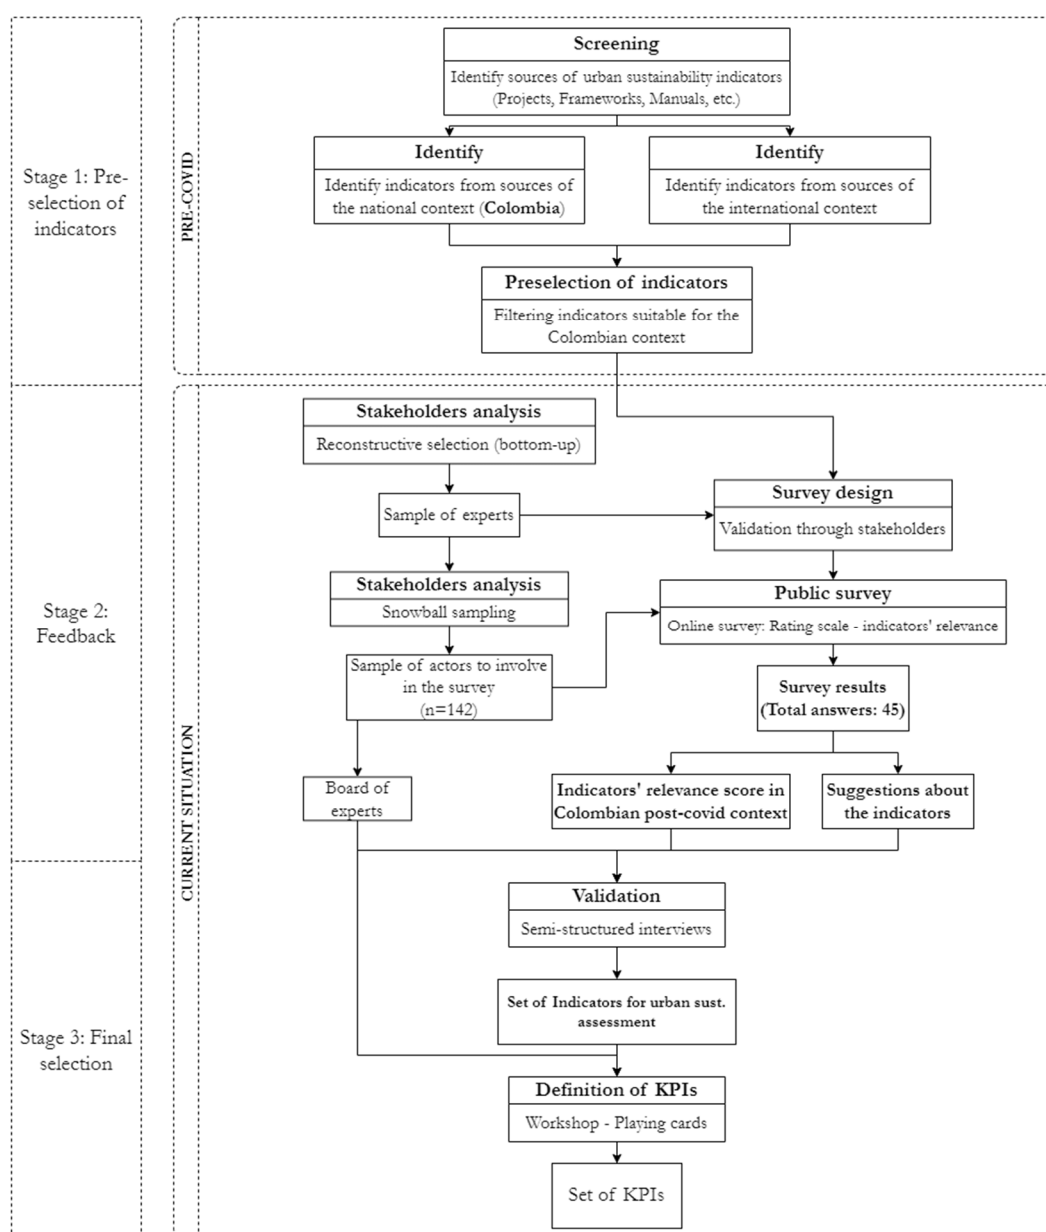 Stage 1: Pre-
selection of
indicators
PRE-COVID
Screening
Identify sources of urban sustainability indicators
(Projects, Frameworks, Manuals, etc.)
Identify
Identify indicators from sources of
the national context (Colombia)
Identify
Identify indicators from sources of
the international context
Preselection of indicators
Filtering indicators suitable for the
Colombian context
Stage 2:
Feedback
CURRENT SITUATION
Stakeholders analysis
Reconstructive selection (bottom-up)
Sample of experts
Survey design
Validation through stakeholders
Stakeholders analysis
Snowball sampling
Public survey
Online survey: Rating scale - indicators' relevance
Sample of actors to involve
in the survey
(n=142)
Survey results
(Total answers: 45)
Board of
experts
Indicators' relevance score in
Colombian post-covid context
Suggestions about
the indicators
Stage 3: Final
selection
Validation
Semi-structured interviews
Set of Indicators for urban sust.
assessment
Definition of KPIs
Workshop - Playing cards
Set of KPIs